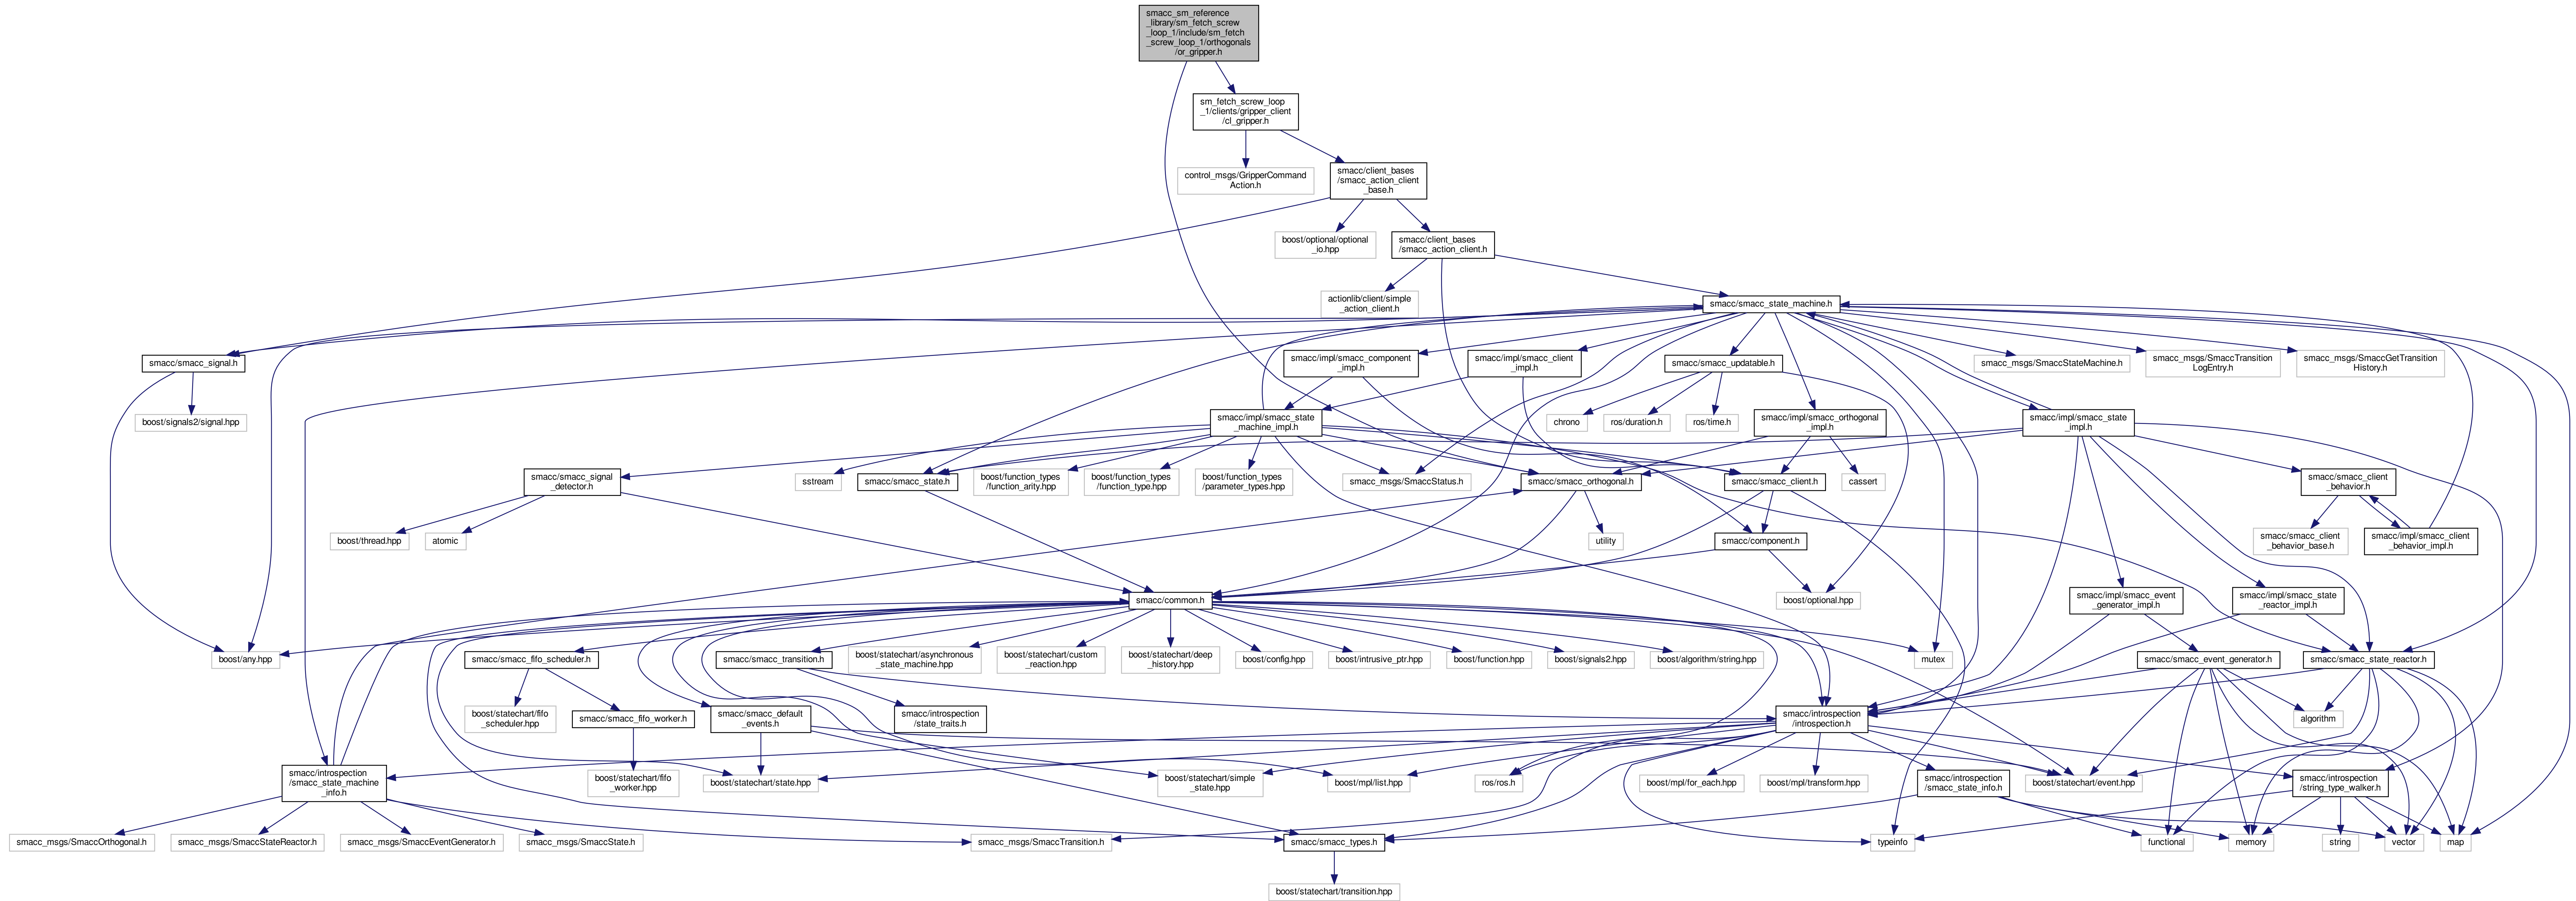 smacc_sm_reference
_library/sm_fetch_screw
_loop_1/include/sm_fetch
_screw_loop_1/orthogonals
/or_gripper.h
sm_fetch_screw_loop
_1/clients/gripper_client
/cl_gripper.h
control_msgs/GripperCommand
Action.h
smacc/client_bases
/smacc_action_client
_base.h
boost/optional/optional
_io.hpp
smacc/client_bases
/smacc_action_client.h
actionlib/client/simple
_action_client.h
smacc/smacc_state_machine.h
smacc/smacc_signal.h
smacc/impl/smacc_component
_impl.h
smacc/impl/smacc_client
_impl.h
smacc/smacc_updatable.h
smacc_msgs/SmaccStateMachine.h
smacc_msgs/SmaccTransition
LogEntry.h
smacc_msgs/SmaccGetTransition
History.h
boost/signals2/signal.hpp
smacc/impl/smacc_state
_machine_impl.h
chrono
ros/duration.h
ros/time.h
smacc/impl/smacc_orthogonal
_impl.h
smacc/impl/smacc_state
_impl.h
smacc/smacc_signal
_detector.h
sstream
smacc/smacc_state.h
boost/function_types
/function_arity.hpp
boost/function_types
/function_type.hpp
boost/function_types
/parameter_types.hpp
smacc_msgs/SmaccStatus.h
smacc/smacc_orthogonal.h
smacc/smacc_client.h
cassert
smacc/smacc_client
_behavior.h
boost/thread.hpp
atomic
utility
smacc/component.h
smacc/smacc_client
_behavior_base.h
smacc/impl/smacc_client
_behavior_impl.h
smacc/common.h
boost/optional.hpp
smacc/impl/smacc_event
_generator_impl.h
smacc/impl/smacc_state
_reactor_impl.h
boost/any.hpp
smacc/smacc_fifo_scheduler.h
smacc/smacc_transition.h
boost/statechart/asynchronous
_state_machine.hpp
boost/statechart/custom
_reaction.hpp
boost/statechart/deep
_history.hpp
boost/config.hpp
boost/intrusive_ptr.hpp
boost/function.hpp
boost/signals2.hpp
boost/algorithm/string.hpp
mutex
smacc/smacc_event_generator.h
smacc/smacc_state_reactor.h
boost/statechart/fifo
_scheduler.hpp
smacc/smacc_fifo_worker.h
smacc/smacc_default
_events.h
smacc/introspection
/state_traits.h
smacc/introspection
/introspection.h
algorithm
smacc/introspection
/smacc_state_machine
_info.h
boost/statechart/fifo
_worker.hpp
boost/statechart/state.hpp
boost/statechart/simple
_state.hpp
boost/mpl/list.hpp
ros/ros.h
boost/mpl/for_each.hpp
boost/mpl/transform.hpp
smacc/introspection
/smacc_state_info.h
boost/statechart/event.hpp
smacc/introspection
/string_type_walker.h
smacc_msgs/SmaccOrthogonal.h
smacc_msgs/SmaccStateReactor.h
smacc_msgs/SmaccEventGenerator.h
smacc_msgs/SmaccState.h
smacc_msgs/SmaccTransition.h
smacc/smacc_types.h
typeinfo
functional
memory
string
vector
map
boost/statechart/transition.hpp